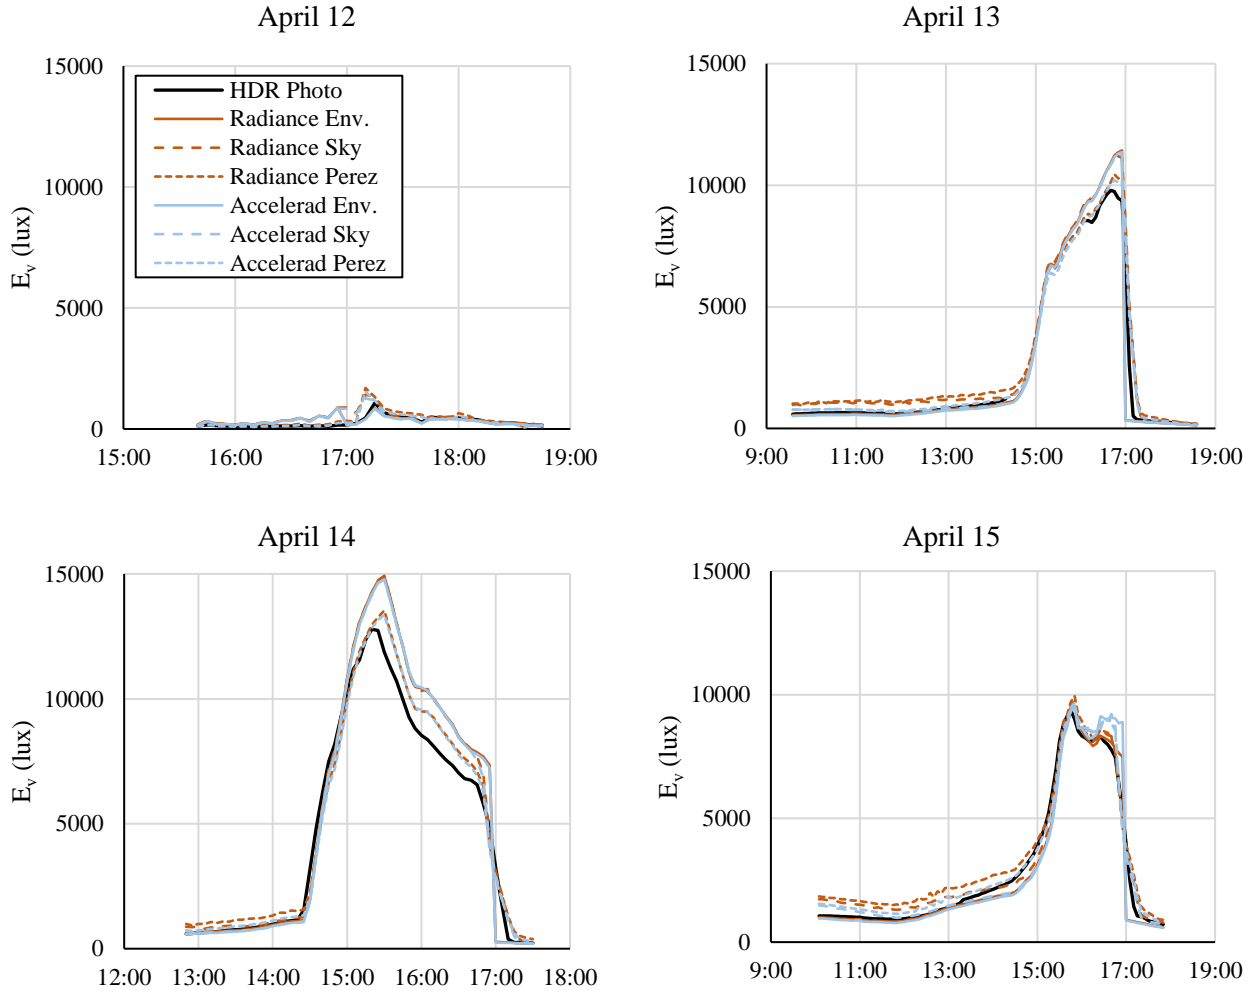 April 12
15000
10000
5000
0
E_v (lux)
HDR Photo
Radiance Env.
Radiance Sky
Radiance Perez
Accelerad Env.
Accelerad Sky
Accelerad Perez
15:00 16:00 17:00 18:00 19:00
April 13
15000
10000
5000
0
E_v (lux)
9:00 11:00 13:00 15:00 17:00 19:00
April 14
15000
10000
5000
0
E_v (lux)
12:00 13:00 14:00 15:00 16:00 17:00 18:00
April 15
15000
10000
5000
0
E_v (lux)
9:00 11:00 13:00 15:00 17:00 19:00